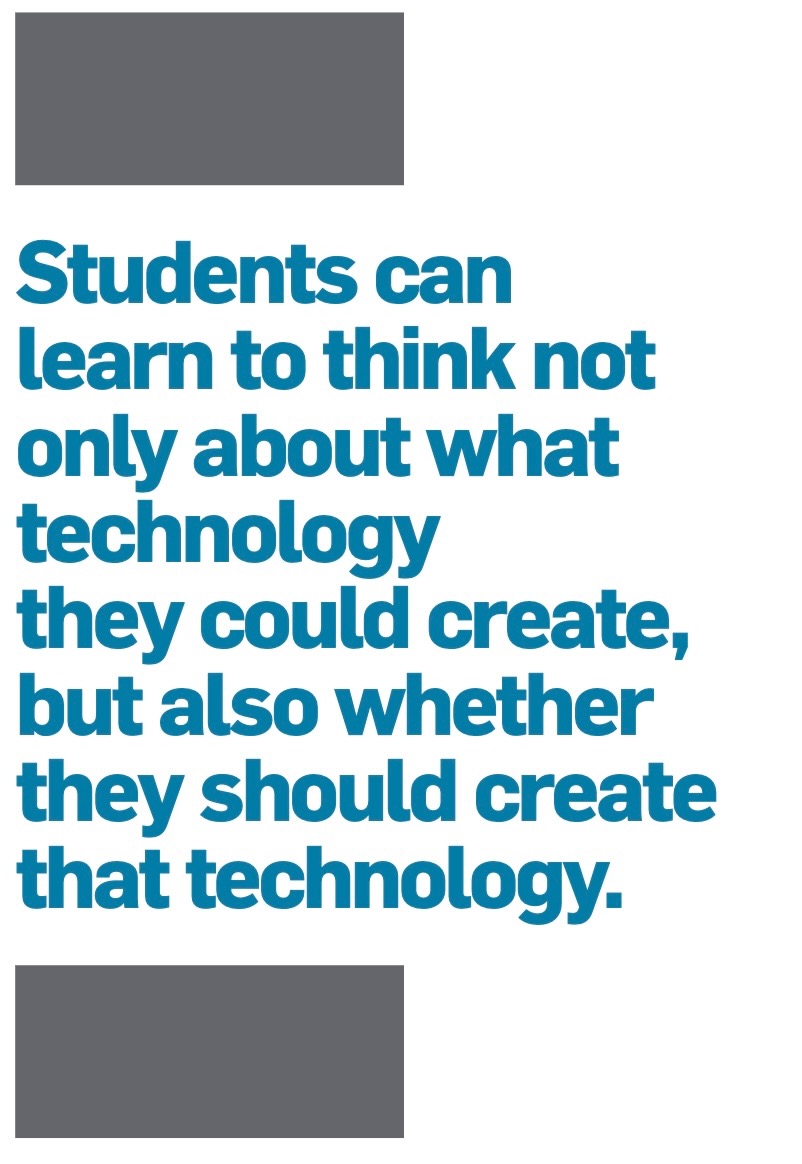 Students can
learn to think not
only about what
technology
they could create,
but also whether
they should create
that technology.